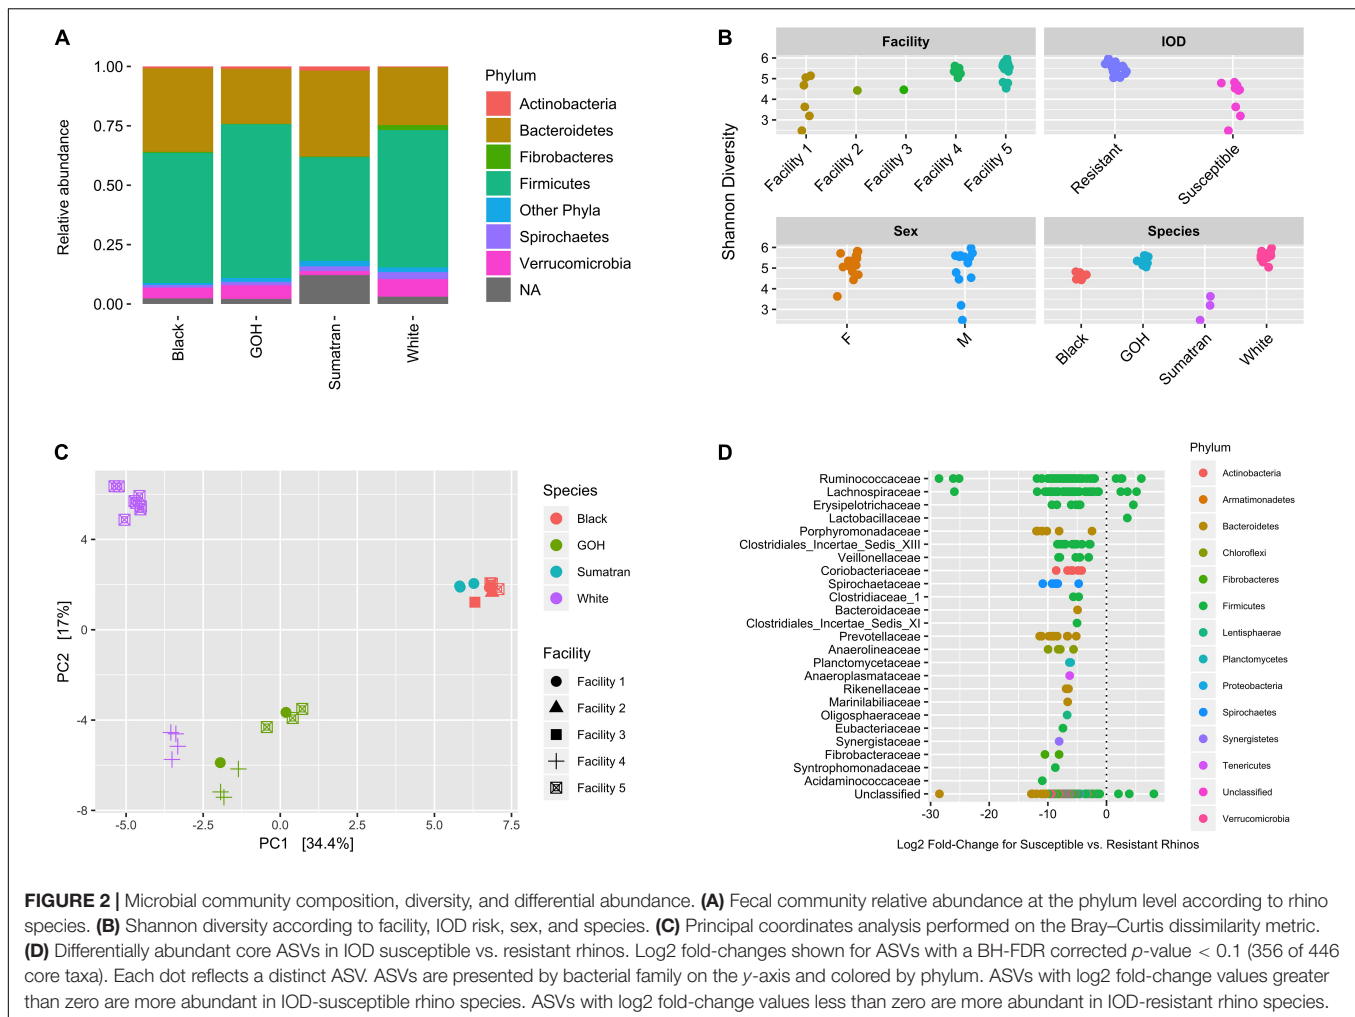 A
1.00
0.75
0.50
0.25
0.00
Relative abundance
Black
GOH
Sumatran
White
Phylum
Actinobacteria
Bacteroidetes
Fibrobacteres
Firmicutes
Other Phyla
Spirochaetes
Verrucomicrobia
NA
B
Shannon Diversity
Facility
IOD
6
5
4
3
Facility 1
Facility 2
Facility 3
Facility 4
Facility 5
Resistant
Susceptible
Sex
Species
6
5
4
3
F
M
Black
GOH
Sumatran
White
C
PC2 [17%]
4
0
-4
-8
-5.0
-2.5
0.0
2.5
5.0
7.5
PC1 [34.4%]
Species
Black
GOH
Sumatran
White
Facility
Facility 1
Facility 2
Facility 3
Facility 4
Facility 5
D
Ruminococcaceae
Lachnospiraceae
Erysipelotrichaceae
Lactobacillaceae
Porphyromonadaceae
Clostridiales_Incertae_Sedis_XIII
Veillonellaceae
Coriobacteriaceae
Spirochaetaceae
Clostridiaceae_1
Bacteroidaceae
Clostridiales_Incertae_Sedis_XI
Prevotellaceae
Anaerolineaceae
Planctomycetaceae
Anaeroplasmataceae
Rikenellaceae
Marinilabiliaceae
Oligosphaeraceae
Eubacteriaceae
Synergistaceae
Fibrobacteraceae
Syntrophomonadaceae
Acidaminococcaceae
Unclassified
-30
-20
-10
0
Log2 Fold-Change for Susceptible vs. Resistant Rhinos
Phylum
Actinobacteria
Armatimonadetes
Bacteroidetes
Chloroflexi
Fibrobacteres
Firmicutes
Lentisphaerae
Planctomycetes
Proteobacteria
Spirochaetes
Synergistetes
Tenericutes
Unclassified
Verrucomicrobia
FIGURE 2 | Microbial community composition, diversity, and differential abundance. (A) Fecal community relative abundance at the phylum level according to rhino
species. (B) Shannon diversity according to facility, IOD risk, sex, and species. (C) Principal coordinates analysis performed on the Bray–Curtis dissimilarity metric.
(D) Differentially abundant core ASVs in IOD susceptible vs. resistant rhinos. Log2 fold-changes shown for ASVs with a BH-FDR corrected p-value < 0.1 (356 of 446
core taxa). Each dot reflects a distinct ASV. ASVs are presented by bacterial family on the y-axis and colored by phylum. ASVs with log2 fold-change values greater
than zero are more abundant in IOD-susceptible rhino species. ASVs with log2 fold-change values less than zero are more abundant in IOD-resistant rhino species.